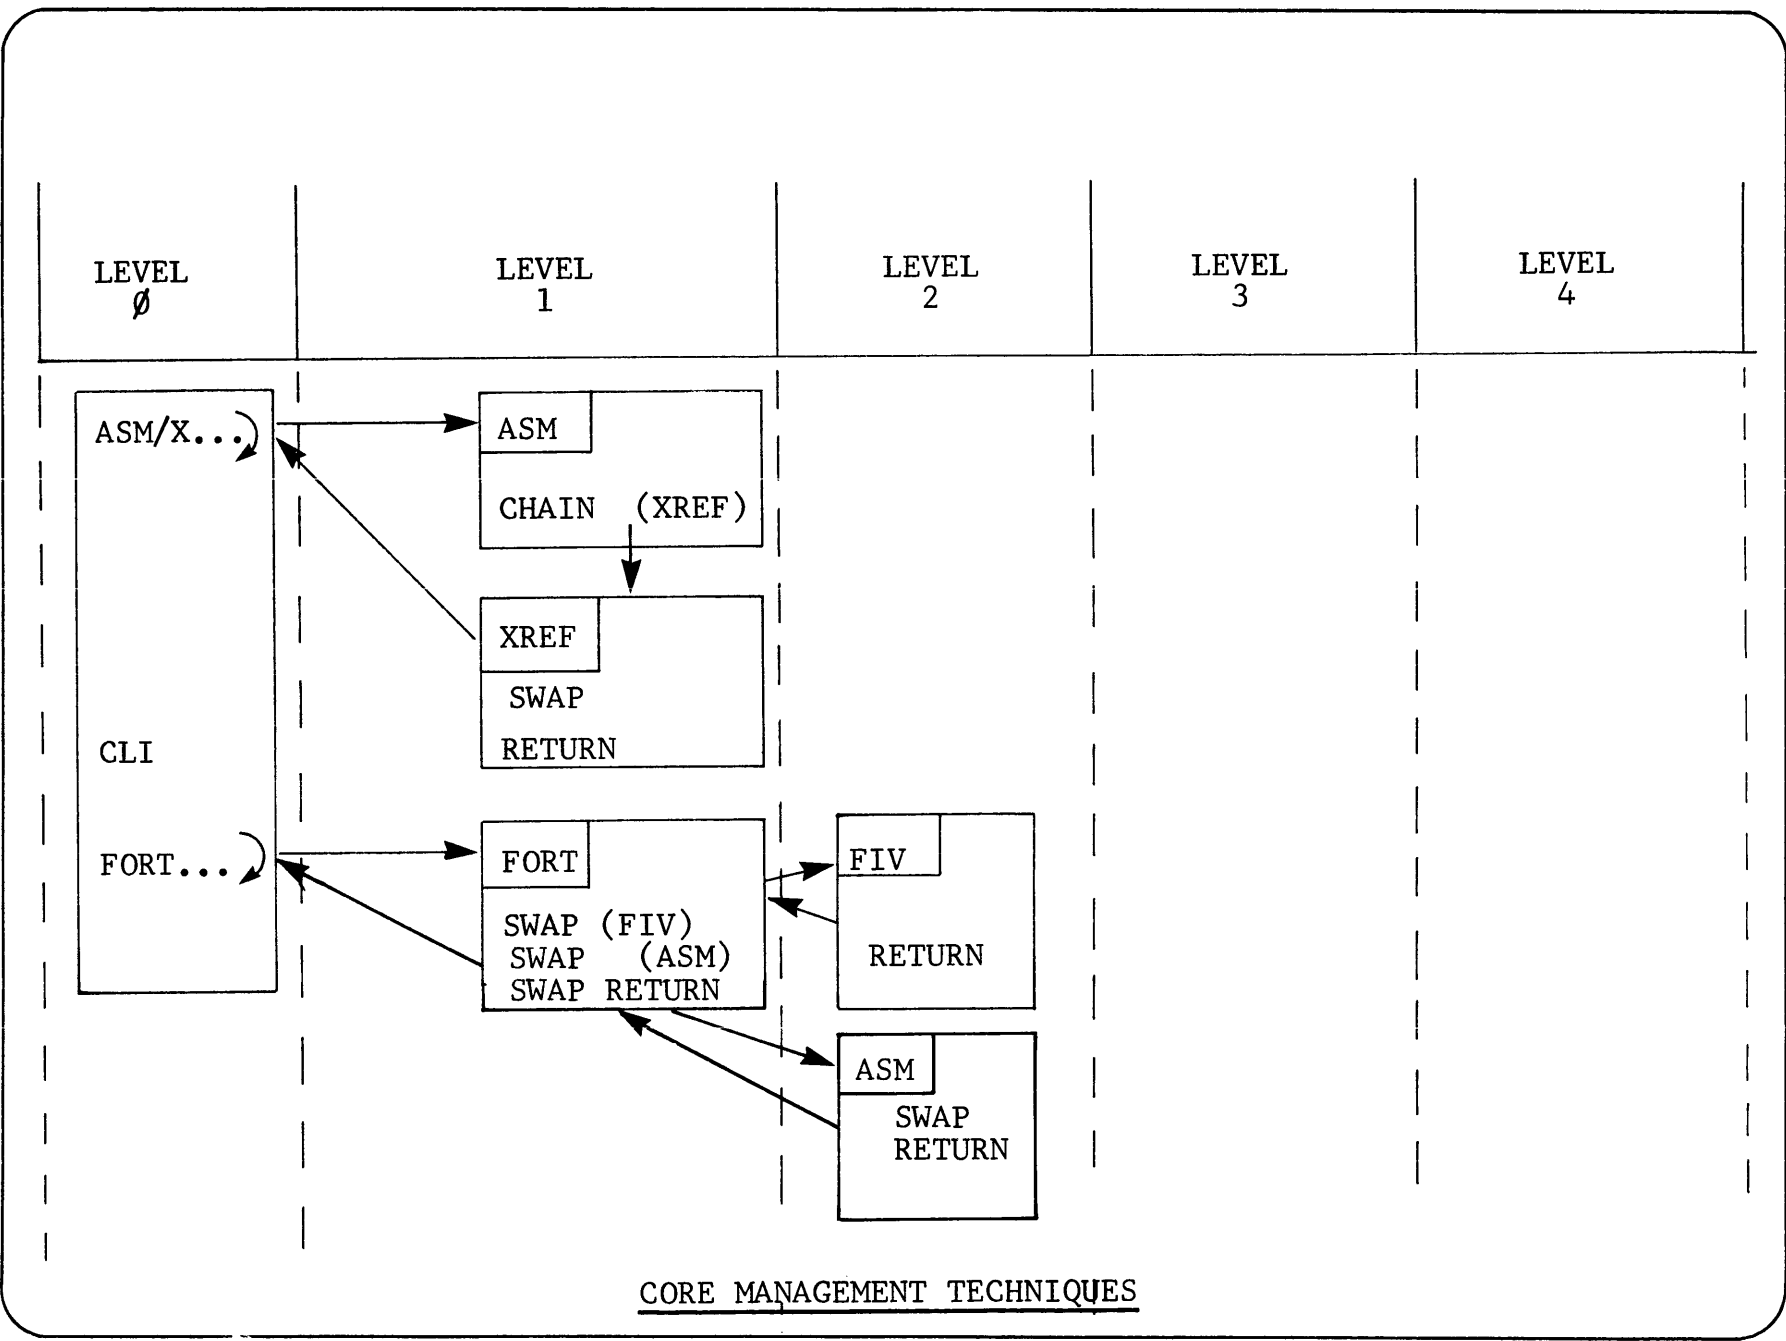 LEVEL
Ø
LEVEL
1
LEVEL
2
LEVEL
3
LEVEL
4
ASM/X...
CLI
FORT...
ASM
CHAIN (XREF)
XREF
SWAP
RETURN
FORT
SWAP (FIV)
SWAP (ASM)
SWAP RETURN
FIV
RETURN
ASM
SWAP
RETURN
CORE MANAGEMENT TECHNIQUES